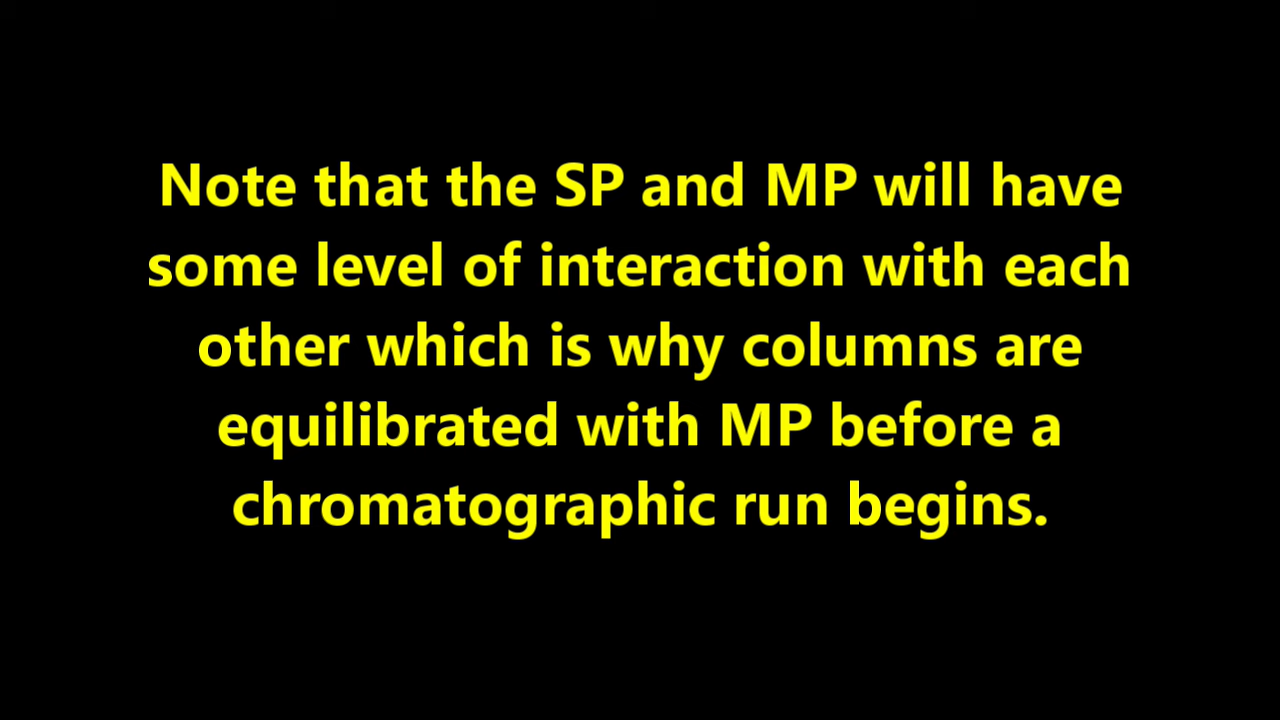 Note that the SP and MP will have
some level of interaction with each
other which is why columns are
equilibrated with MP before a
chromatographic run begins.